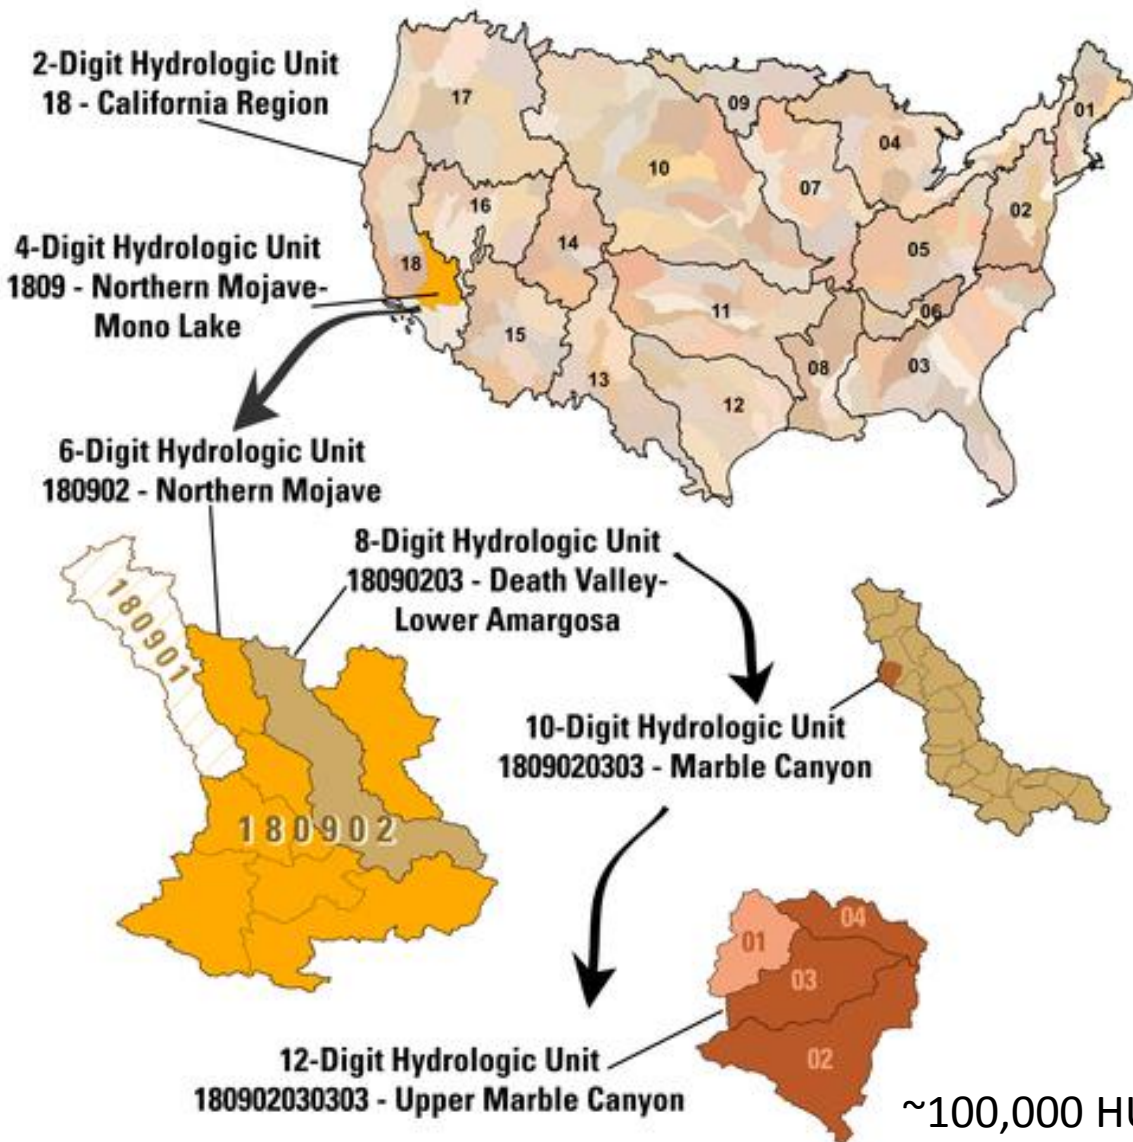 2-Digit Hydrologic Unit
18 - California Region
17
09
01
04
10
07
16
02
14
05
18
4-Digit Hydrologic Unit
1809 - Northern Mojave-
Mono Lake
11
06
15
08
03
13
12
6-Digit Hydrologic Unit
180902 - Northern Mojave
8-Digit Hydrologic Unit
18090203 - Death Valley-
Lower Amargosa
180901
10-Digit Hydrologic Unit
1809020303 - Marble Canyon
180902
04
01
03
02
12-Digit Hydrologic Unit
180902030303 - Upper Marble Canyon
~100,000